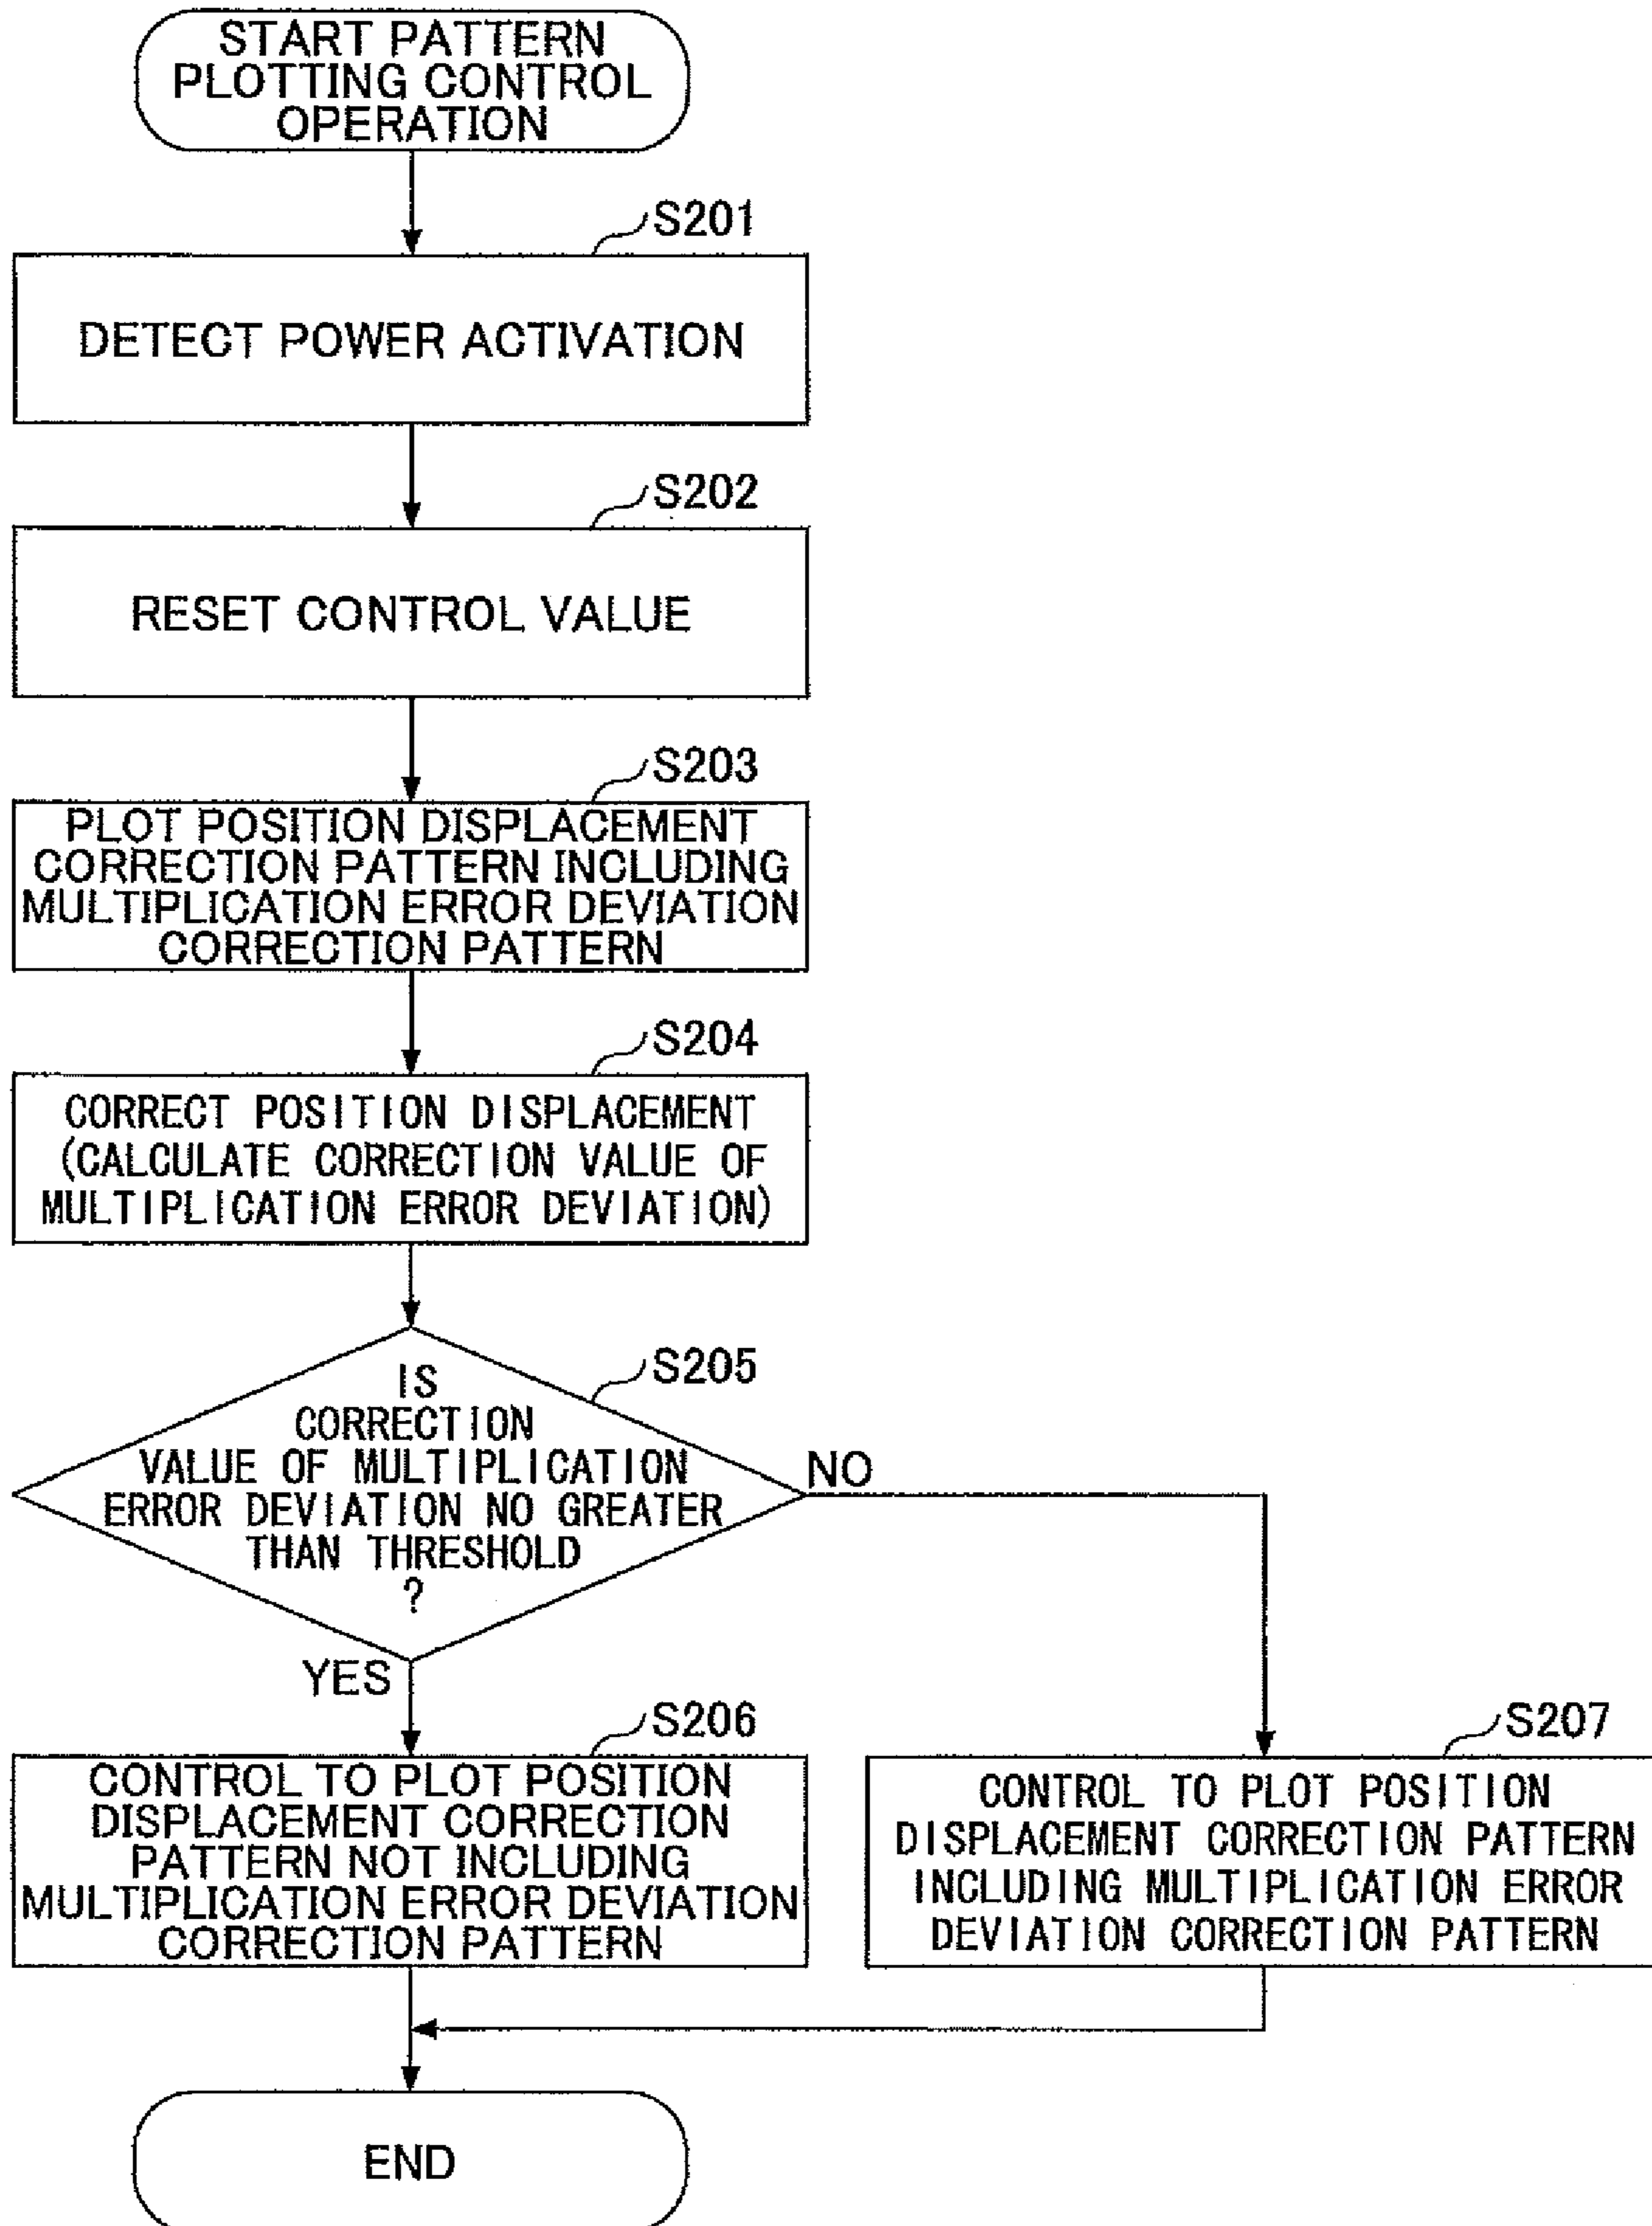 START PATTERN
PLOTTING CONTROL
OPERATION
S201
DETECT POWER ACTIVATION
S202
RESET CONTROL VALUE
S203
PLOT POSITION DISPLACEMENT
CORRECTION PATTERN INCLUDING
MULTIPLICATION ERROR DEVIATION
CORRECTION PATTERN
S204
CORRECT POSITION DISPLACEMENT
(CALCULATE CORRECTION VALUE OF
MULTIPLICATION ERROR DEVIATION)
S205
IS
CORRECTION
VALUE OF MULTIPLICATION
ERROR DEVIATION NO GREATER
THAN THRESHOLD
?
NO
YES
S206
CONTROL TO PLOT POSITION
DISPLACEMENT CORRECTION
PATTERN NOT INCLUDING
MULTIPLICATION ERROR DEVIATION
CORRECTION PATTERN
S207
CONTROL TO PLOT POSITION
DISPLACEMENT CORRECTION PATTERN
INCLUDING MULTIPLICATION ERROR
DEVIATION CORRECTION PATTERN
END